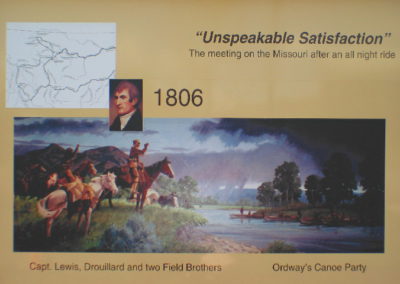 “Unspeakable Satisfaction”
The meeting on the Missouri after an all night ride
1806
Capt. Lewis, Drouillard and two Field Brothers
Ordway's Canoe Party